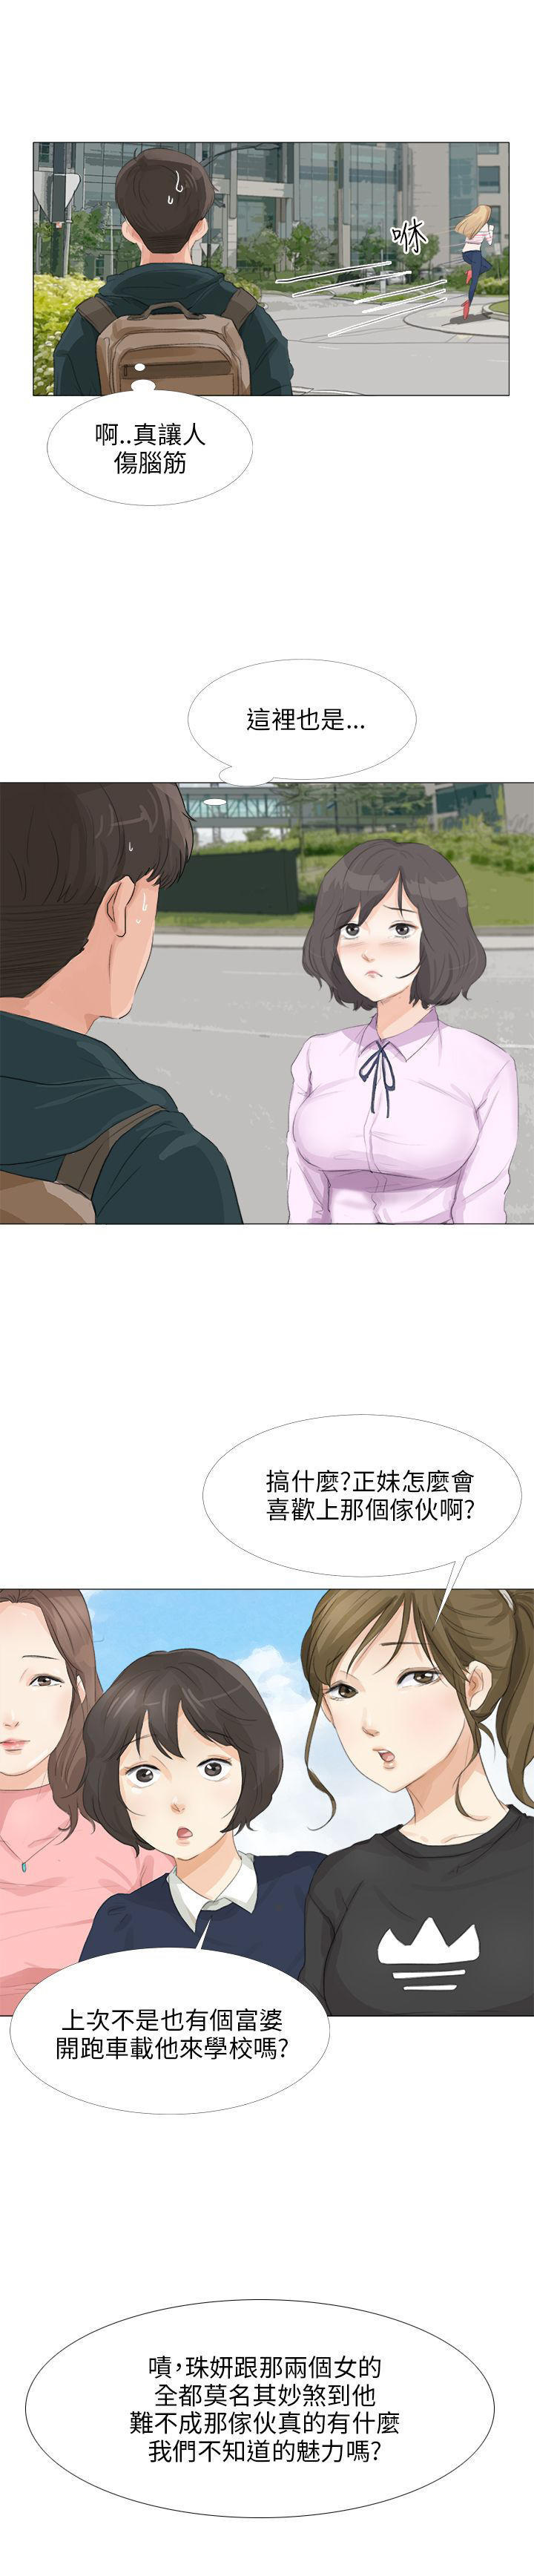 咻
啊..真讓人
傷腦筋
這裡也是...
搞什麼?正妹怎麼會
喜歡上那個傢伙啊?
上次不是也有個富婆
開跑車載他來學校嗎?
嘖,珠妍跟那兩個女的
全都莫名其妙煞到他
難不成那傢伙真的有什麼
我們不知道的魅力嗎?